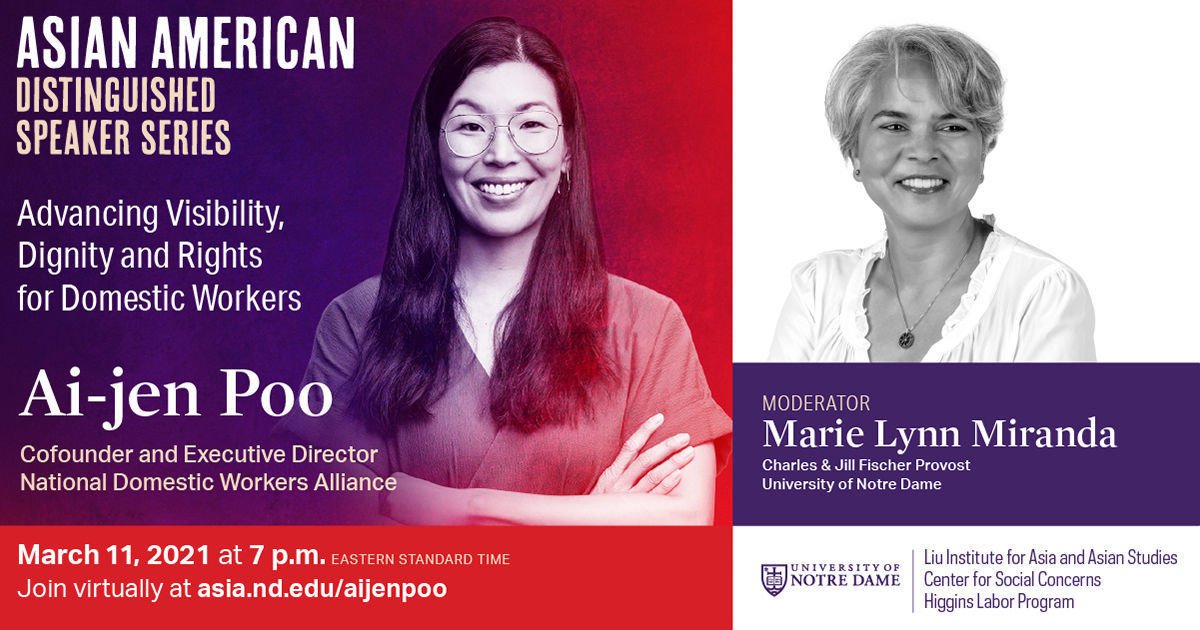 ASIAN AMERICAN
DISTINGUISHED
SPEAKER SERIES
Advancing Visibility,
Dignity and Rights
for Domestic Workers
Ai-jen Poo
Cofounder and Executive Director
National Domestic Workers Alliance
March 11, 2021 at 7 p.m. EASTERN STANDARD TIME
Join virtually at asia.nd.edu/aijenpoo
MODERATOR
Marie Lynn Miranda
Charles & Jill Fischer Provost
University of Notre Dame
UNIVERSITY OF
NOTRE DAME
Liu Institute for Asia and Asian Studies
Center for Social Concerns
Higgins Labor Program